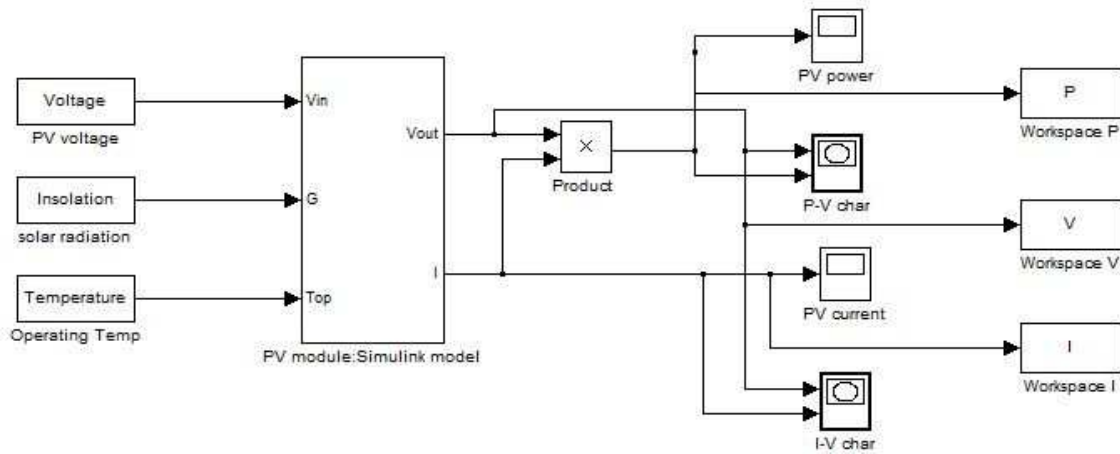 Voltage
PV voltage
Insolation
solar radiation
Temperature
Operating Temp
Vin
G
Top
Vout
I
PV module:Simulink model
×
Product
PV power
P-V char
PV current
I-V char
P
Workspace P
V
Workspace V
I
Workspace I